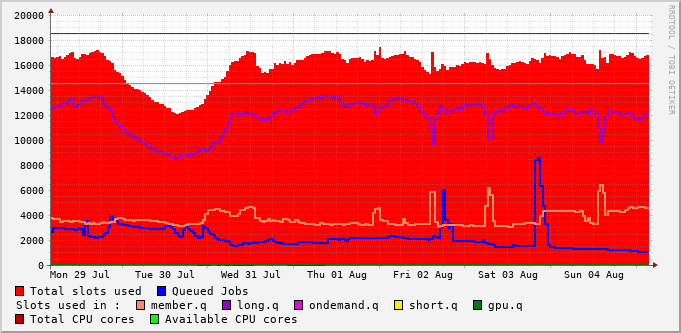 20000
18000
16000
14000
12000
10000
8000
6000
4000
2000
0
Mon 29 Jul Tue 30 Jul Wed 31 Jul Thu 01 Aug Fri 02 Aug Sat 03 Aug Sun 04 Aug
Total slots used Queued Jobs
Slots used in : member.q long.q ondemand.q short.q gpu.q
Total CPU cores Available CPU cores
RRDTOOL / TOBI OETIKER